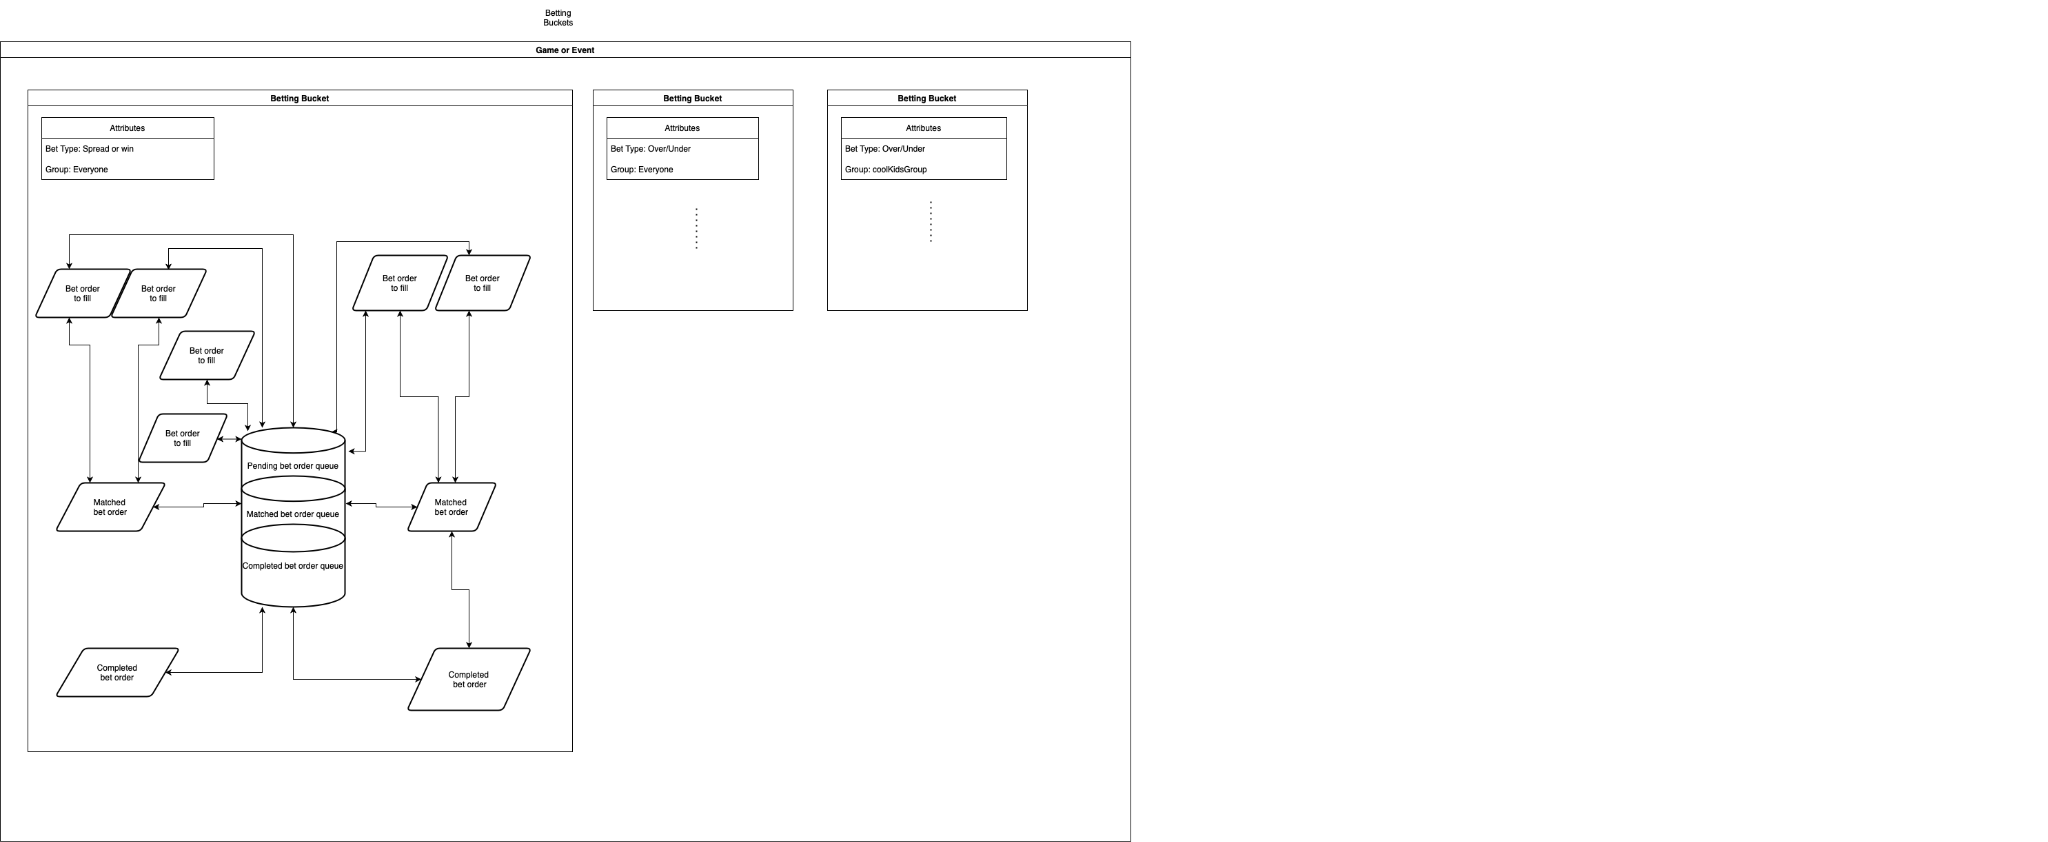 Betting
Buckets
Game or Event
Betting Bucket
Attributes
Bet Type: Spread or win
Group: Everyone
Betting Bucket
Attributes
Bet Type: Over/Under
Group: Everyone
Betting Bucket
Attributes
Bet Type: Over/Under
Group: coolKidsGroup
Bet order
to fill
Bet order
to fill
Bet order
to fill
Bet order
to fill
Bet order
to fill
Bet order
to fill
Pending bet order queue
Matched
bet order
Matched bet order queue
Matched
bet order
Completed bet order queue
Completed
bet order
Completed
bet order